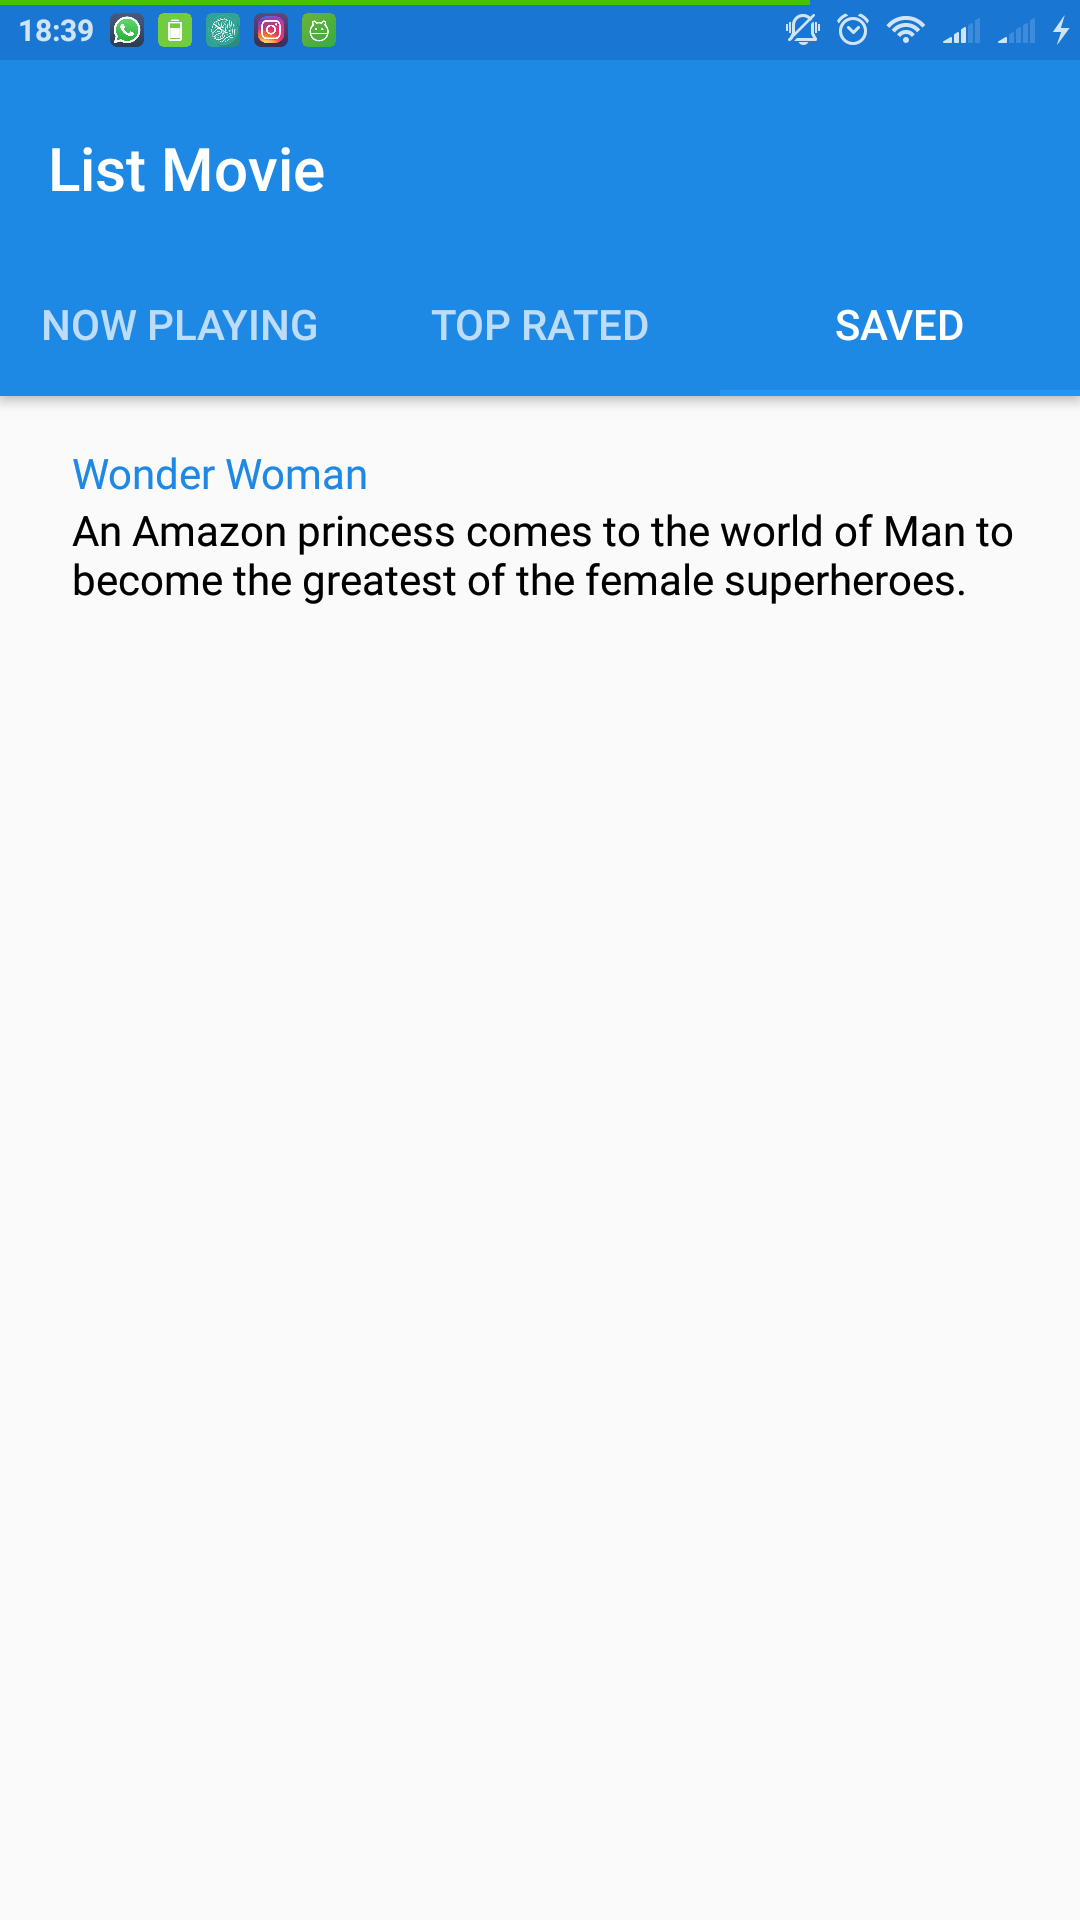 18:39
List Movie
NOW PLAYING TOP RATED SAVED
Wonder Woman
An Amazon princess comes to the world of Man to
become the greatest of the female superheroes.